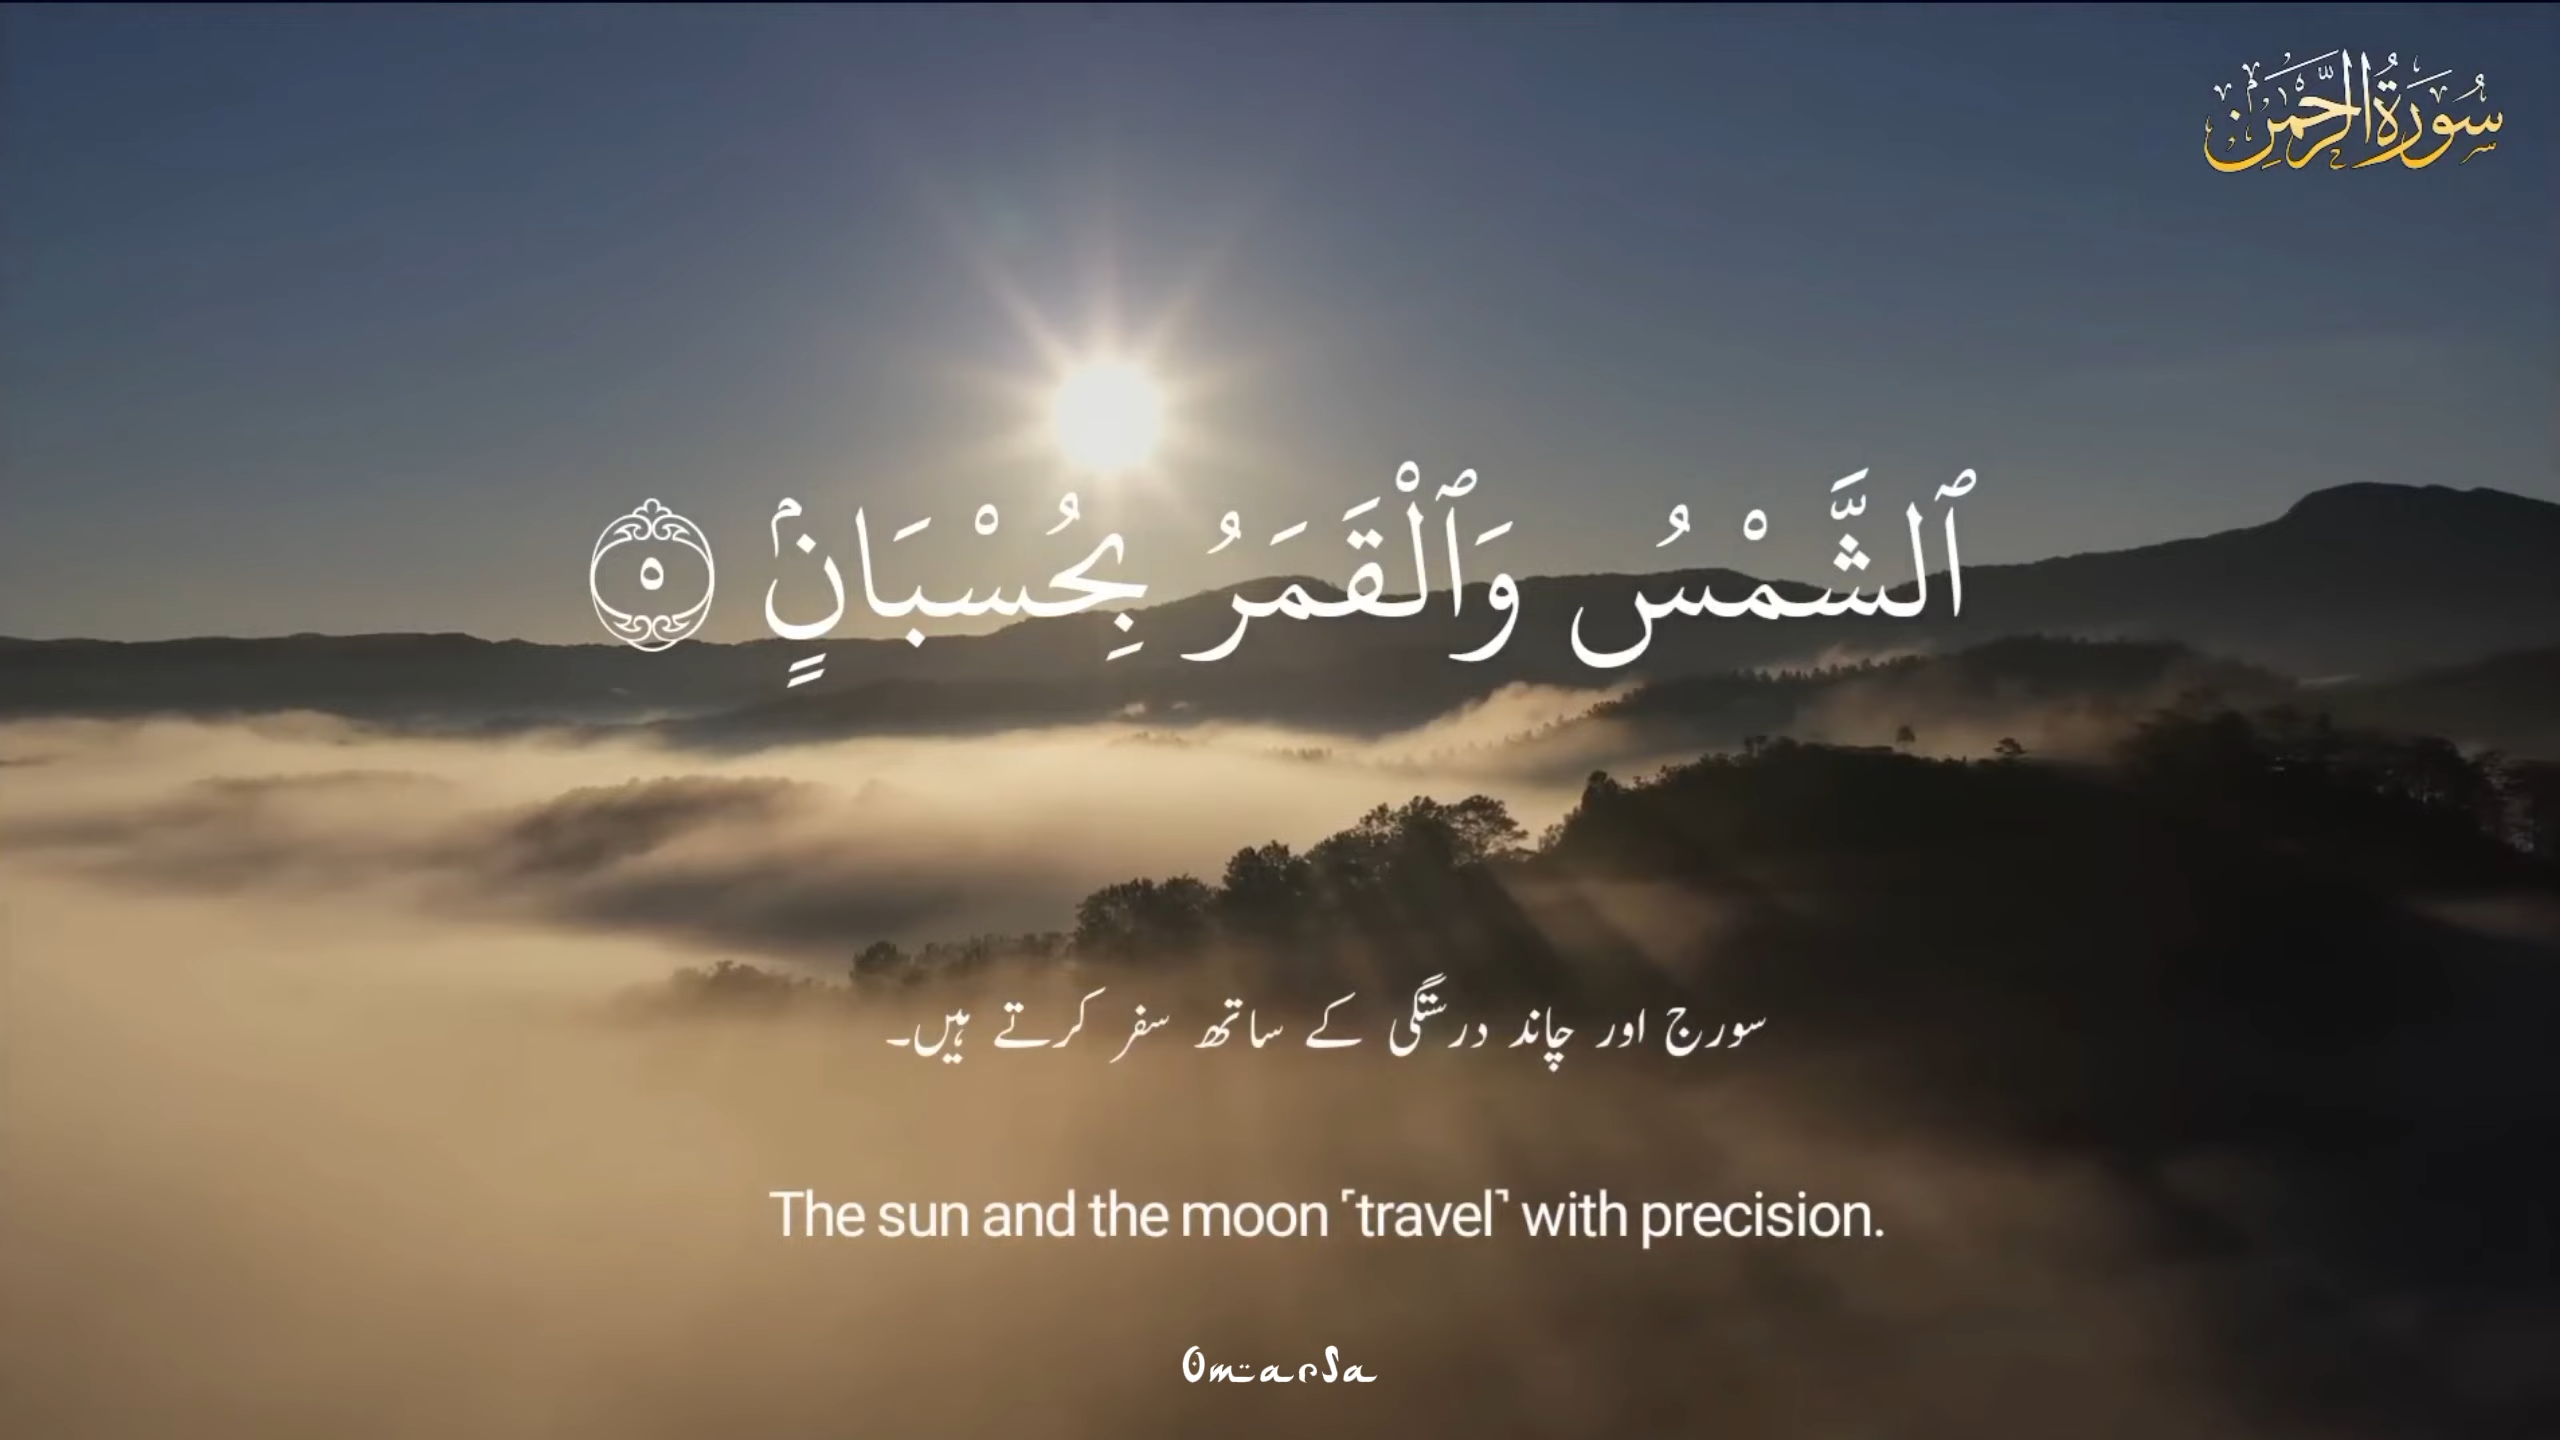 سُورَةُ الرَّحْمَٰن
ٱلشَّمْسُ وَٱلْقَمَرُ بِحُسْبَانٍۢ ٥
سورج اور چاند درستگی کے ساتھ سفر کرتے ہیں۔
The sun and the moon ˹travel˺ with precision.
OmarSa